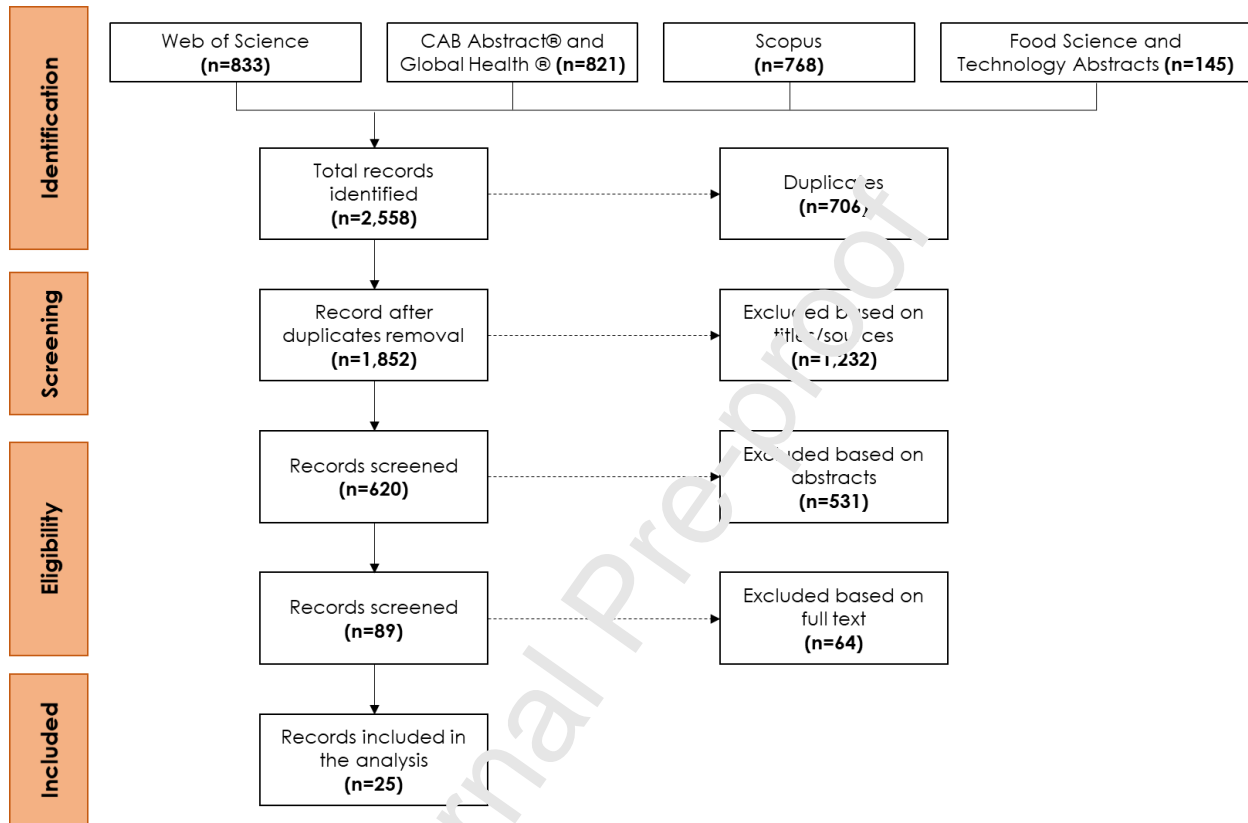 Identification
Web of Science
(n=833)
CAB Abstract® and
Global Health ® (n=821)
Scopus
(n=768)
Food Science and
Technology Abstracts (n=145)
Total records
identified
(n=2,558)
Duplicates
(n=706)
Screening
Record after
duplicates removal
(n=1,852)
Excluded based on
titles/sources
(n=1,232)
Eligibility
Records screened
(n=620)
Excluded based on
abstracts
(n=531)
Records screened
(n=89)
Excluded based on
full text
(n=64)
Included
Records included in
the analysis
(n=25)
rnal Pre-proof